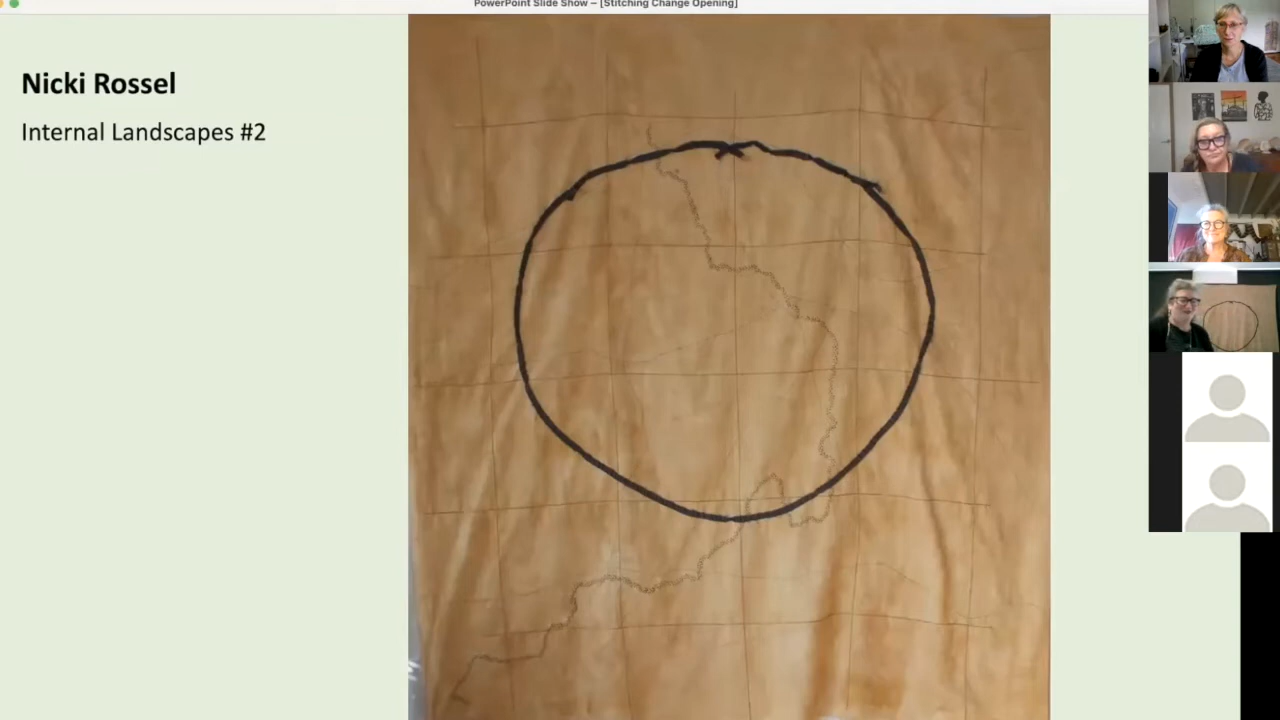 PowerPoint Slide Show – [Stitching Change Opening]
Nicki Rossel
Internal Landscapes #2